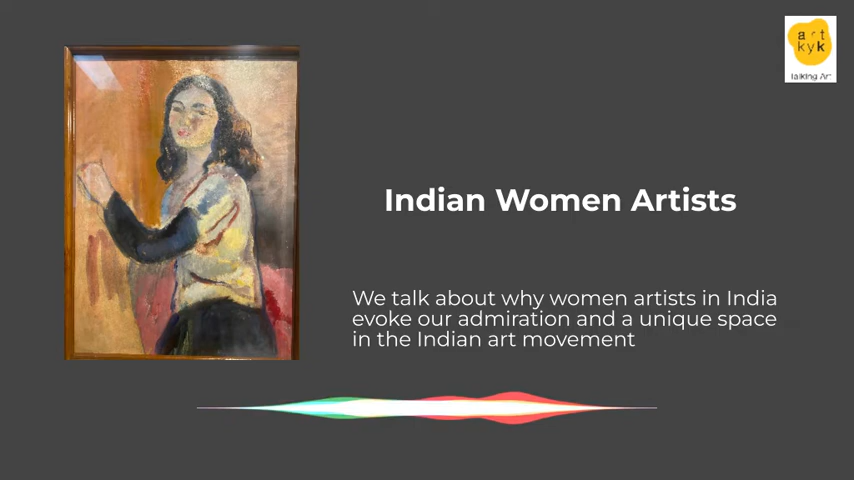 art
kyk
Talking Art
Indian Women Artists
We talk about why women artists in India
evoke our admiration and a unique space
in the Indian art movement